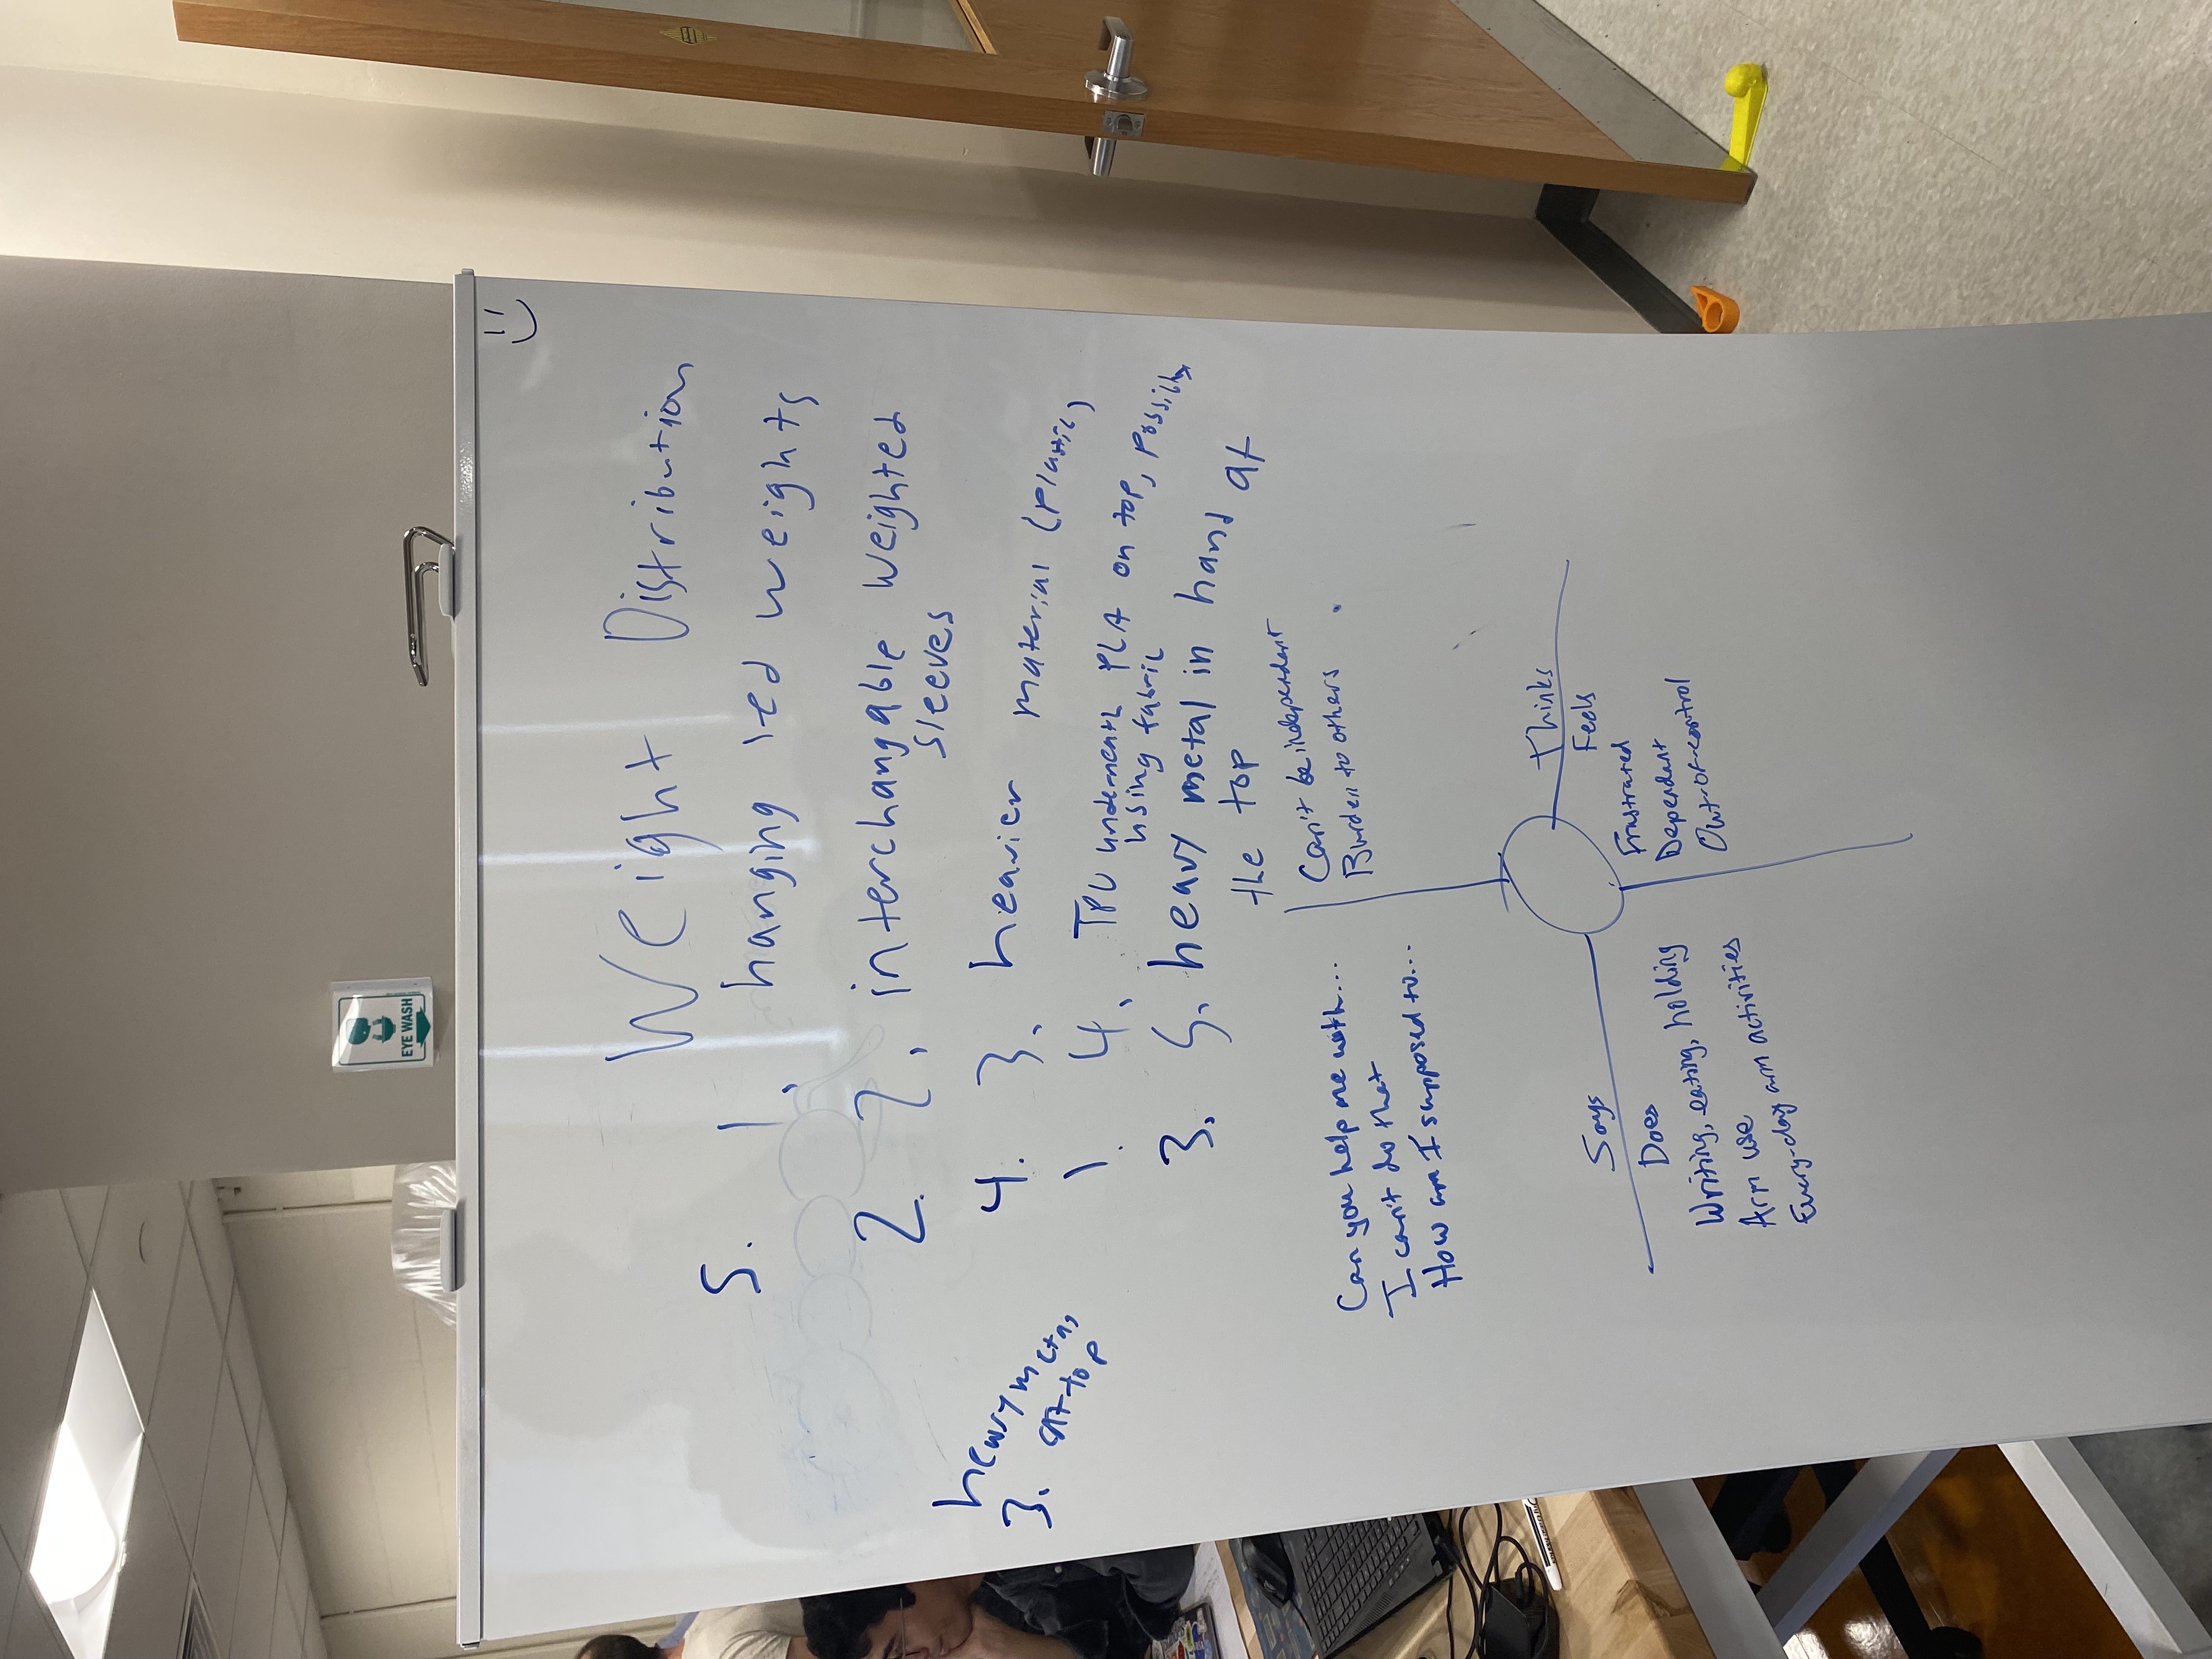 EYE WASH
Weight Distribution
5. 1. hanging led weights
2. 2. interchangable weighted
sleeves
4. 3. heavier material (plastic)
1. 4. TPU underneath PLA on top, possibly
using fabric
3. 5. heavy metal in hand at
the top
heavy metal
3. at top
Can you help me with...
I can't do that
How am I supposed to...
Can't be independant
Burden to others
Says
Thinks
Does
Writing, eating, holding
Arm use
Every-day arm activities
Feels
Frustrated
Dependant
Out-of-control